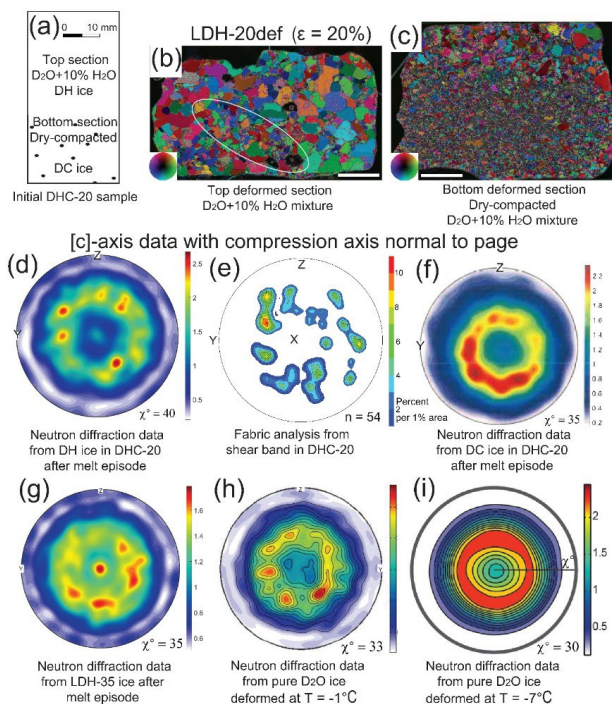 (a)
0 10 mm
Top section
D2O+10% H2O
DH ice
Bottom section
Dry-compacted
DC ice
Initial DHC-20 sample
LDH-20def (ε = 20%)
(b)
Top deformed section
D2O+10% H2O mixture
(c)
Bottom deformed section
Dry-compacted
D2O+10% H2O mixture
[c]-axis data with compression axis normal to page
(d)
Z
Y
2.5
2
1.5
1
0.5
χ° = 40
Neutron diffraction data
from DH ice in DHC-20
after melt episode
(e)
Z
Y
X
10
8
6
4
2
Percent
per 1% area
n = 54
Fabric analysis from
shear band in DHC-20
(f)
Z
Y
2.2
2
1.8
1.6
1.4
1.2
1
0.8
0.6
0.4
0.2
χ° = 35
Neutron diffraction data
from DC ice in DHC-20
after melt episode
(g)
Z
Y
1.6
1.4
1.2
1
0.8
0.6
χ° = 35
Neutron diffraction data
from LDH-35 ice after
melt episode
(h)
Z
Y
2
1.5
1
0.5
χ° = 33
Neutron diffraction data
from pure D2O ice
deformed at T = -1°C
(i)
χ°
2
1.5
1
χ° = 30
Neutron diffraction data
from pure D2O ice
deformed at T = -7°C